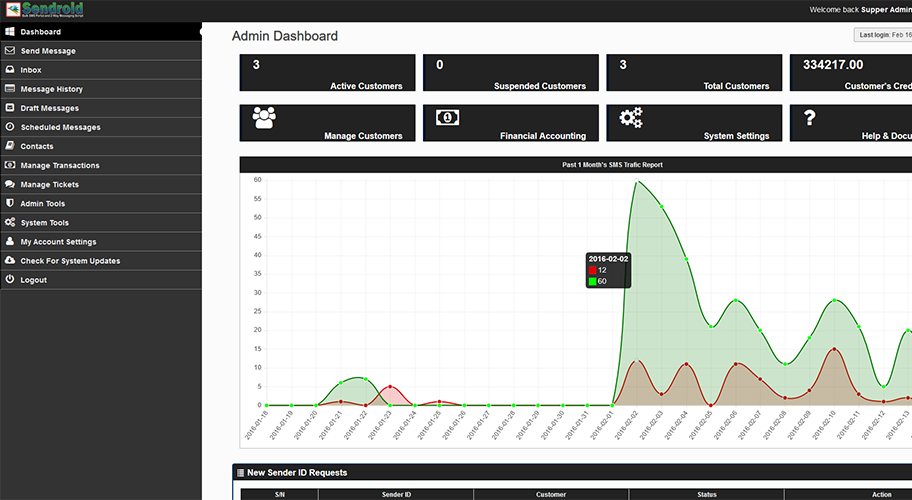 Sendroid
Bulk SMS Portal and 2-Way Messaging Script
Welcome back Supper Admin
Dashboard
Send Message
Inbox
Message History
Draft Messages
Scheduled Messages
Contacts
Manage Transactions
Manage Tickets
Admin Tools
System Tools
My Account Settings
Check For System Updates
Logout
Admin Dashboard
Last login: Feb 16
3
Active Customers
0
Suspended Customers
3
Total Customers
334217.00
Customer's Cred
Manage Customers
Financial Accounting
System Settings
Help & Docu
Past 1 Month's SMS Trafic Report
60
55
50
45
40
35
30
25
20
15
10
5
0
2016-02-02
12
60
2016-01-18
2016-01-19
2016-01-20
2016-01-21
2016-01-22
2016-01-23
2016-01-24
2016-01-25
2016-01-26
2016-01-27
2016-01-28
2016-01-29
2016-01-30
2016-01-31
2016-02-01
2016-02-02
2016-02-03
2016-02-04
2016-02-05
2016-02-06
2016-02-07
2016-02-08
2016-02-09
2016-02-10
2016-02-11
2016-02-12
2016-02-13
New Sender ID Requests
S/N Sender ID Customer Status Action